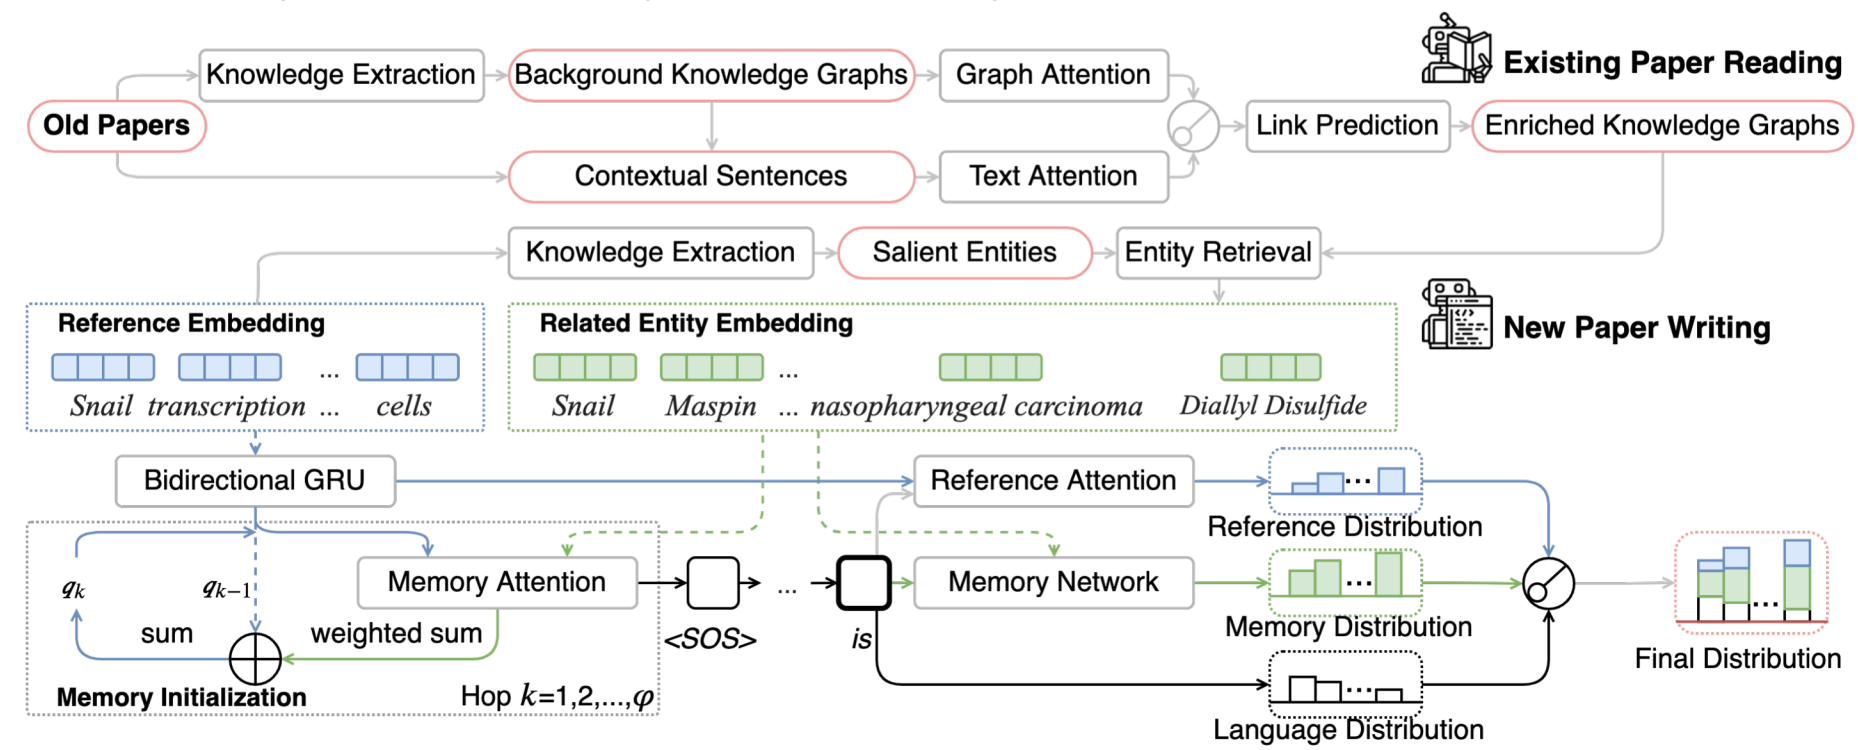 Existing Paper Reading
Old Papers
Knowledge Extraction
Background Knowledge Graphs
Graph Attention
Contextual Sentences
Text Attention
Link Prediction
Enriched Knowledge Graphs
Knowledge Extraction
Salient Entities
Entity Retrieval
New Paper Writing
Reference Embedding
...
Snail transcription ... cells
Related Entity Embedding
...
Snail Maspin ... nasopharyngeal carcinoma Diallyl Disulfide
Bidirectional GRU
Reference Attention
...
Reference Distribution
qk
qk−1
Memory Attention
sum
weighted sum
Memory Initialization
Hop k=1,2,...,φ
<SOS>
...
is
Memory Network
...
Memory Distribution
...
Language Distribution
...
Final Distribution